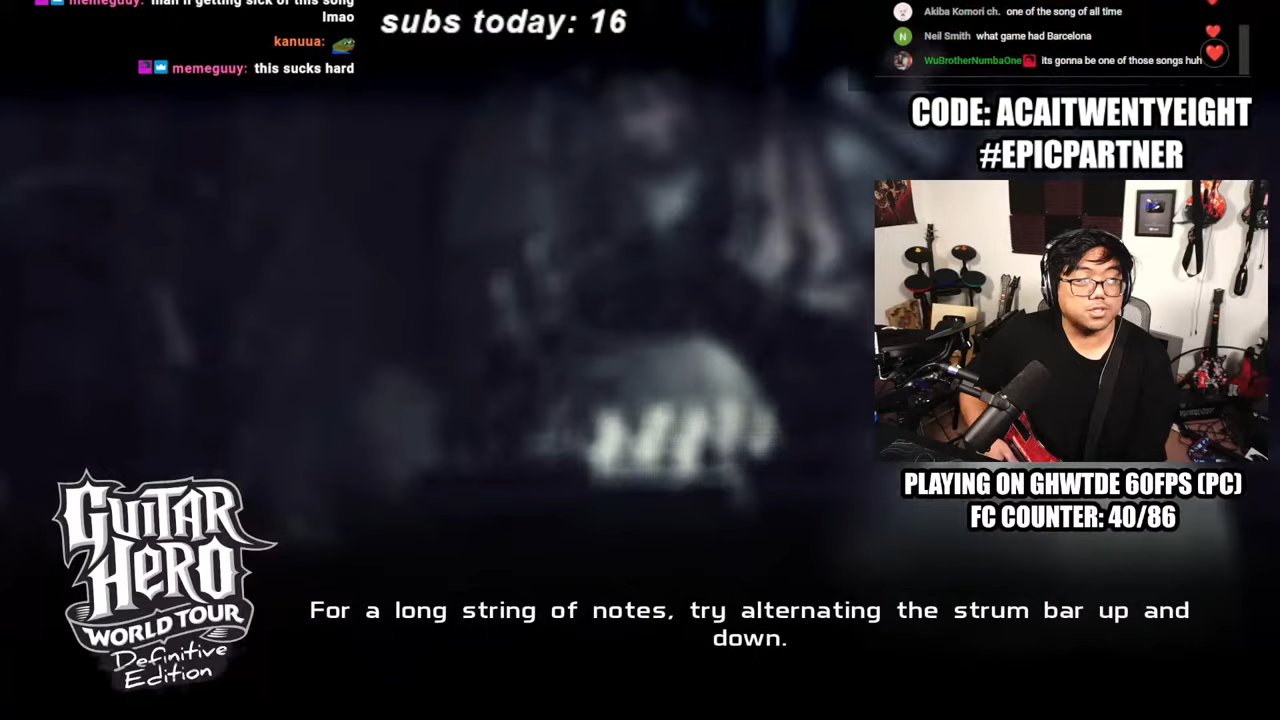 memeguuy: man i getting sick of this song
lmao
kanuua:
memeguuy: this sucks hard
subs today: 16
Akiba Komori ch. one of the song of all time
Neil Smith what game had Barcelona
WuBrotherNumbaOne Its gonna be one of those songs huh
CODE: ACAITWENTYEIGHT
#EPICPARTNER
PLAYING ON GHWTDE 60FPS (PC)
FC COUNTER: 40/86
GUITAR
HERO
WORLD TOUR
Definitive
Edition
For a long string of notes, try alternating the strum bar up and
down.